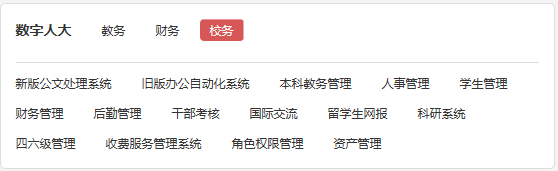 数字人大 教务 财务 校务
新版公文处理系统 旧版办公自动化系统 本科教务管理 人事管理 学生管理
财务管理 后勤管理 干部考核 国际交流 留学生网报 科研系统
四六级管理 收费服务管理系统 角色权限管理 资产管理